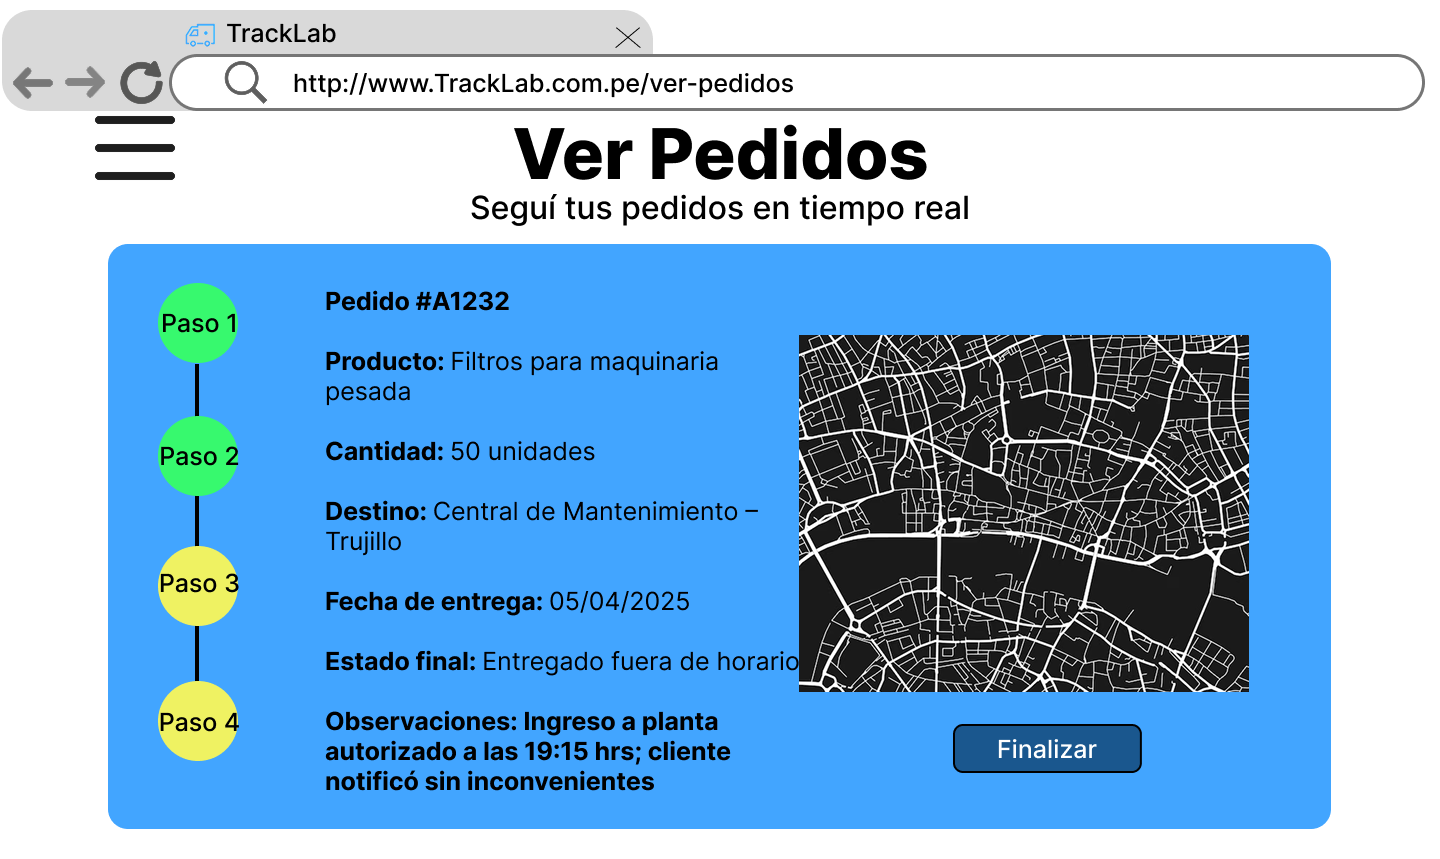 TrackLab
http://www.TrackLab.com.pe/ver-pedidos
Ver Pedidos
Seguí tus pedidos en tiempo real
Paso 1
Paso 2
Paso 3
Paso 4
Pedido #A1232
Producto: Filtros para maquinaria
pesada
Cantidad: 50 unidades
Destino: Central de Mantenimiento –
Trujillo
Fecha de entrega: 05/04/2025
Estado final: Entregado fuera de horario
Observaciones: Ingreso a planta
autorizado a las 19:15 hrs; cliente
notificó sin inconvenientes
Finalizar